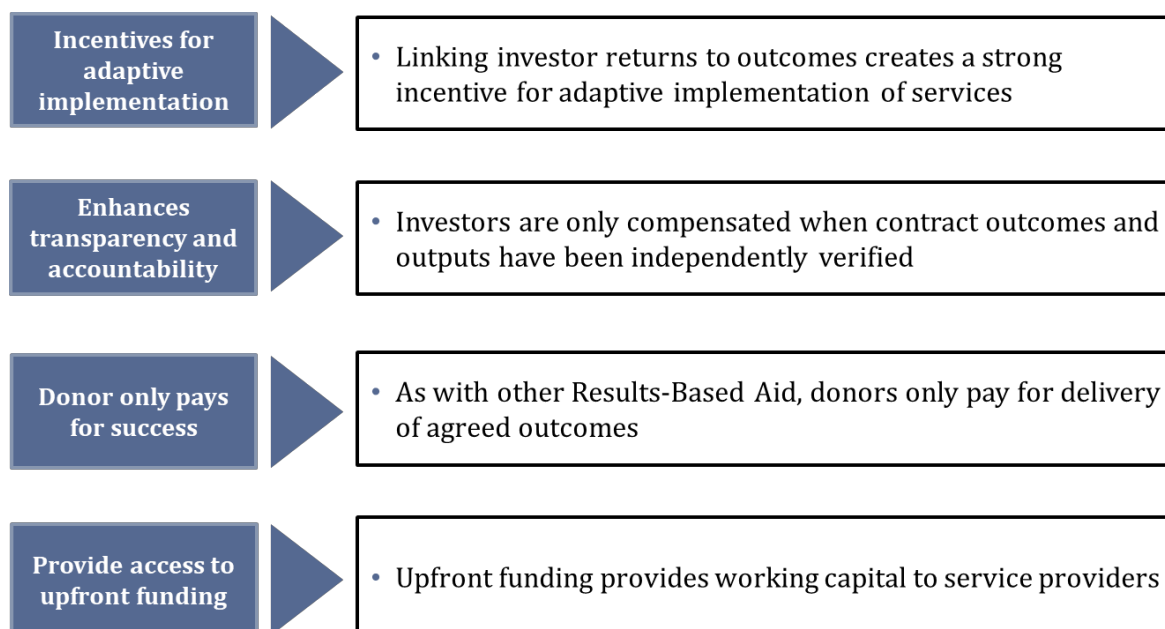 Incentives for
adaptive
implementation
• Linking investor returns to outcomes creates a strong
incentive for adaptive implementation of services
Enhances
transparency and
accountability
• Investors are only compensated when contract outcomes and
outputs have been independently verified
Donor only pays
for success
• As with other Results-Based Aid, donors only pay for delivery
of agreed outcomes
Provide access to
upfront funding
• Upfront funding provides working capital to service providers